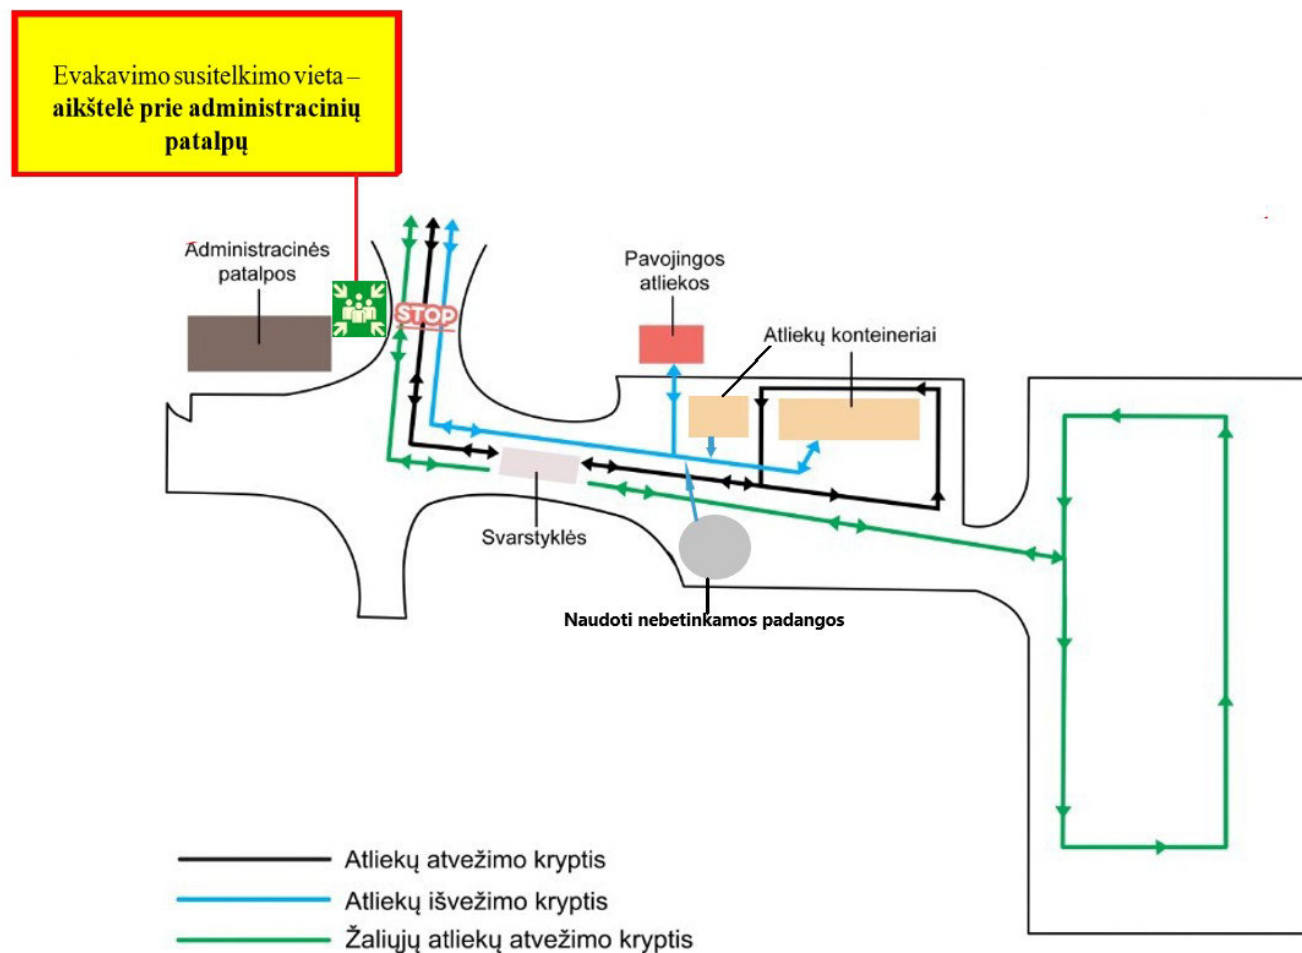 Evakavimo susitelkimo vieta –
aikštelė prie administracinių
patalpų
Administracinės
patalpos
STOP
Pavojingos
atliekos
Atliekų konteineriai
Svarstyklės
Naudoti nebetinkamos padangos
Atliekų atvežimo kryptis
Atliekų išvežimo kryptis
Žaliųjų atliekų atvežimo kryptis